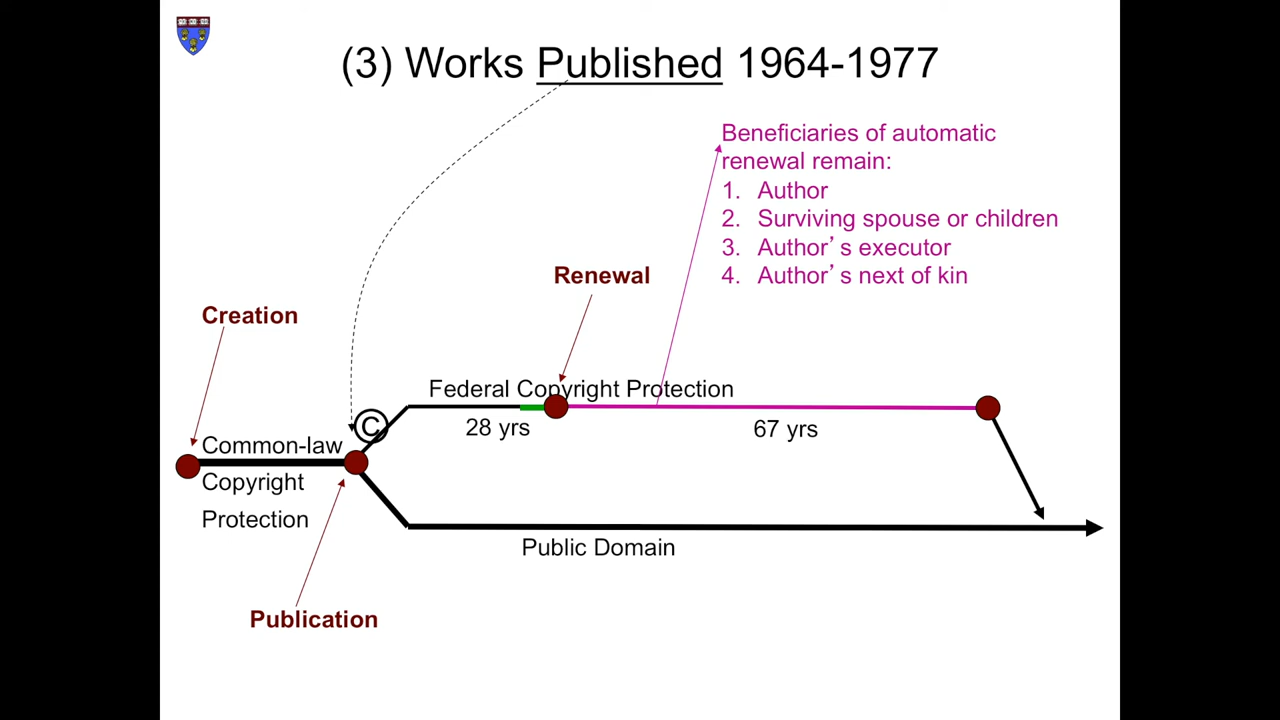 (3) Works Published 1964-1977
Beneficiaries of automatic
renewal remain:
1. Author
2. Surviving spouse or children
3. Author's executor
4. Author's next of kin
Renewal
Creation
Federal Copyright Protection
28 yrs
67 yrs
©
Common-law
Copyright
Protection
Public Domain
Publication